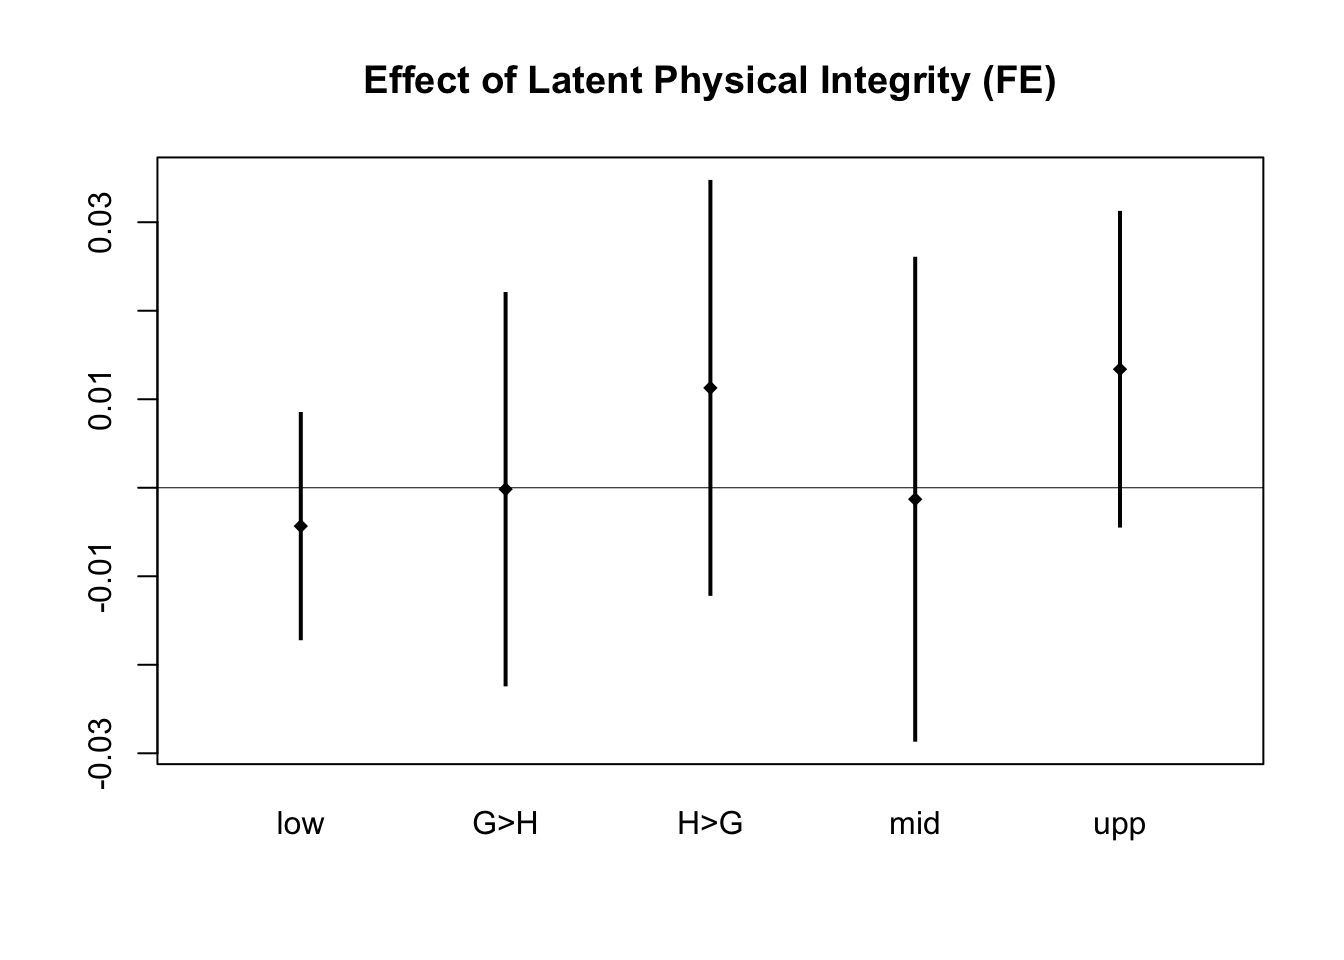 Effect of Latent Physical Integrity (FE)
0.03
0.01
-0.01
-0.03
low G>H H>G mid upp